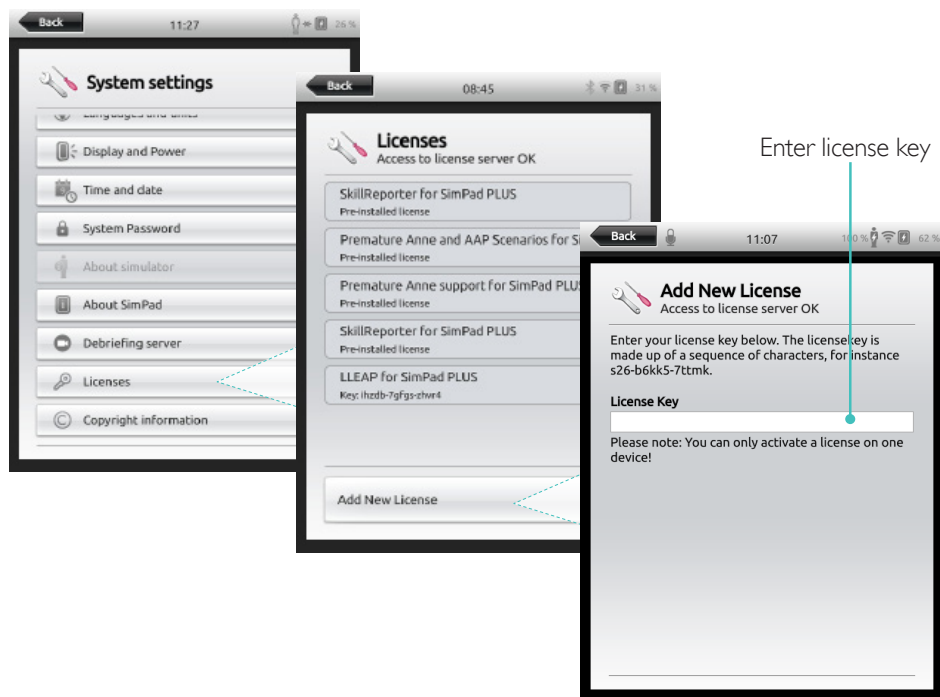 Back
11:27
26 %
System settings
Languages and units
Display and Power
Time and date
System Password
About simulator
About SimPad
Debriefing server
Licenses
Copyright information
Back
08:45
31 %
Licenses
Access to license server OK
SkillReporter for SimPad PLUS
Pre-installed license
Premature Anne and AAP Scenarios for Si
Pre-installed license
Premature Anne support for SimPad PLUS
Pre-installed license
SkillReporter for SimPad PLUS
Pre-installed license
LLEAP for SimPad PLUS
Key: ihzdb-7gfgs-zhvr4
Add New License
Enter license key
Back
11:07
100 %
62 %
Add New License
Access to license server OK
Enter your license key below. The licensekey is
made up of a sequence of characters, for instance
s26-b6kk5-7ttmk.
License Key
Please note: You can only activate a license on one
device!